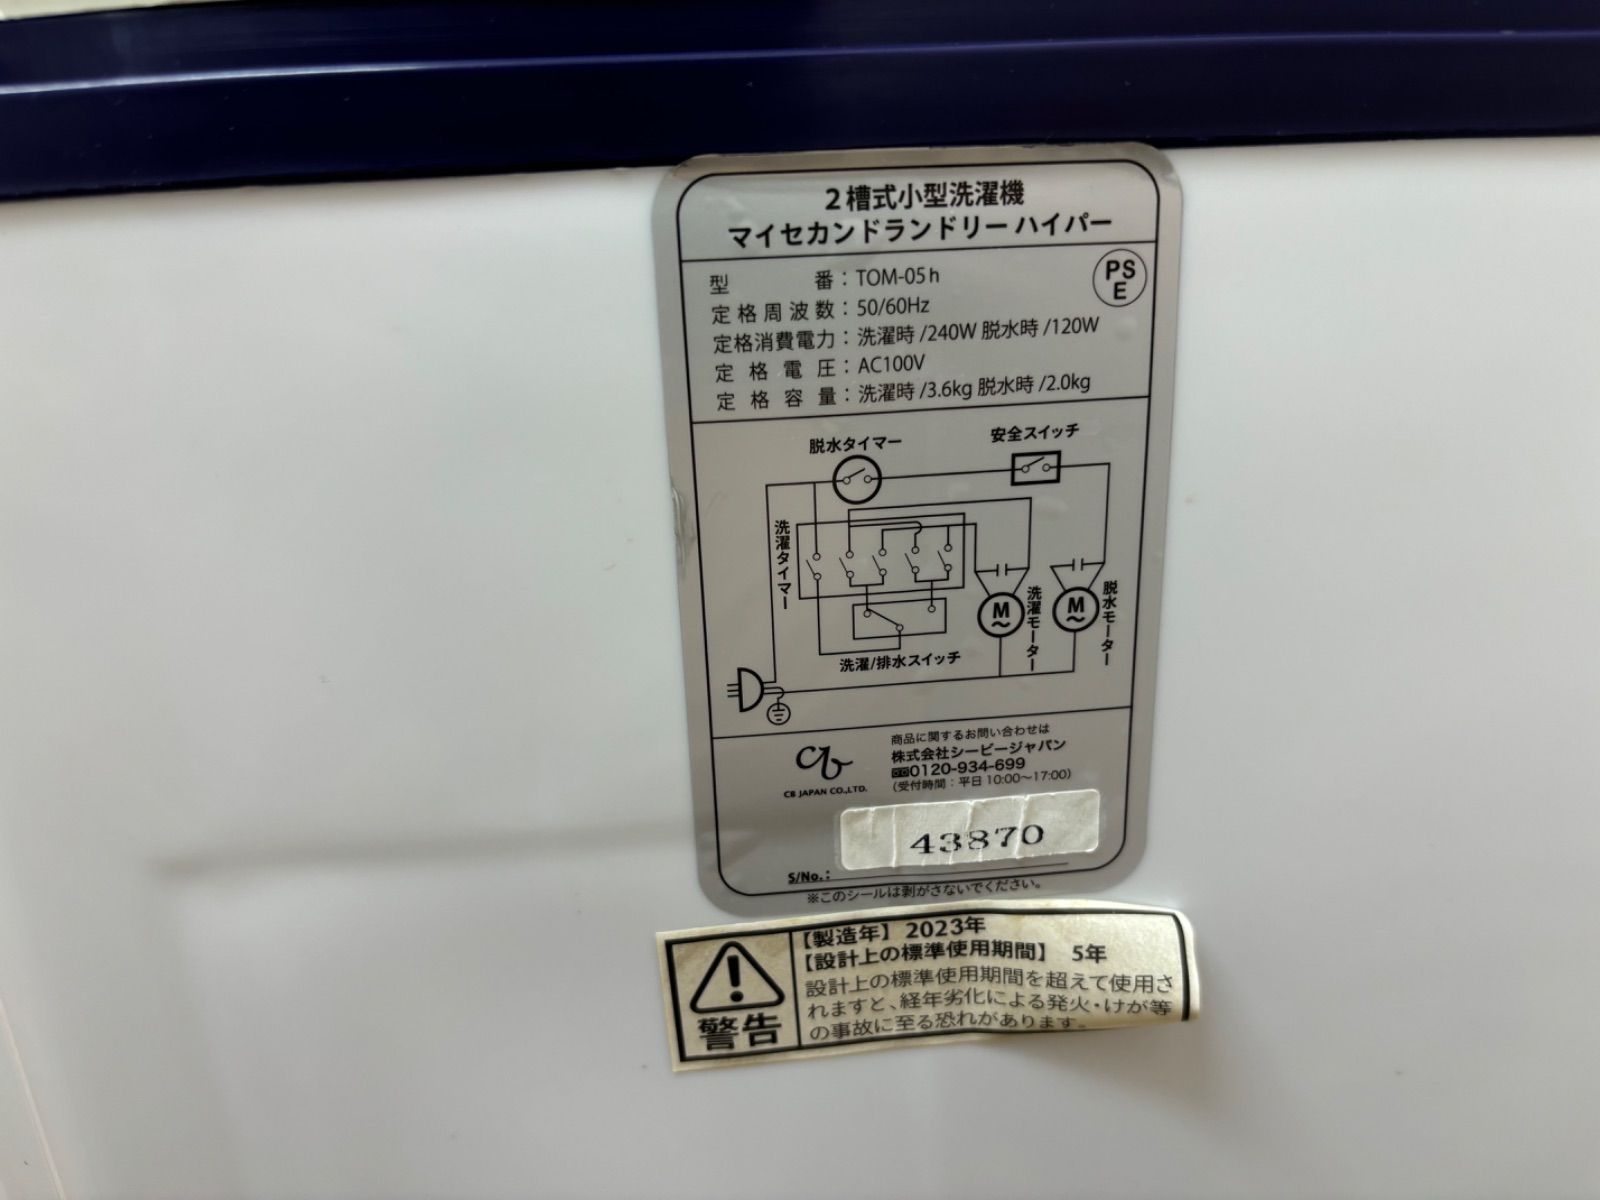 2槽式小型洗濯機
マイセカンドランドリー ハイパー
型番：TOM-05h
PS
E
定格周波数：50/60Hz
定格消費電力：洗濯時/240W 脱水時/120W
定格電圧：AC100V
定格容量：洗濯時/3.6kg 脱水時/2.0kg
脱水タイマー
安全スイッチ
洗濯タイマー
M
洗濯モーター
M
脱水モーター
洗濯/排水スイッチ
商品に関するお問い合わせは
株式会社シービージャパン
0120-934-699
（受付時間：平日10:00～17:00）
cb
CB JAPAN CO.,LTD.
43870
S/No.：
※このシールは剥がさないでください。
【製造年】 2023年
【設計上の標準使用期間】 5年
設計上の標準使用期間を超えて使用さ
れますと、経年劣化による発火・けが等
の事故に至る恐れがあります。
警告